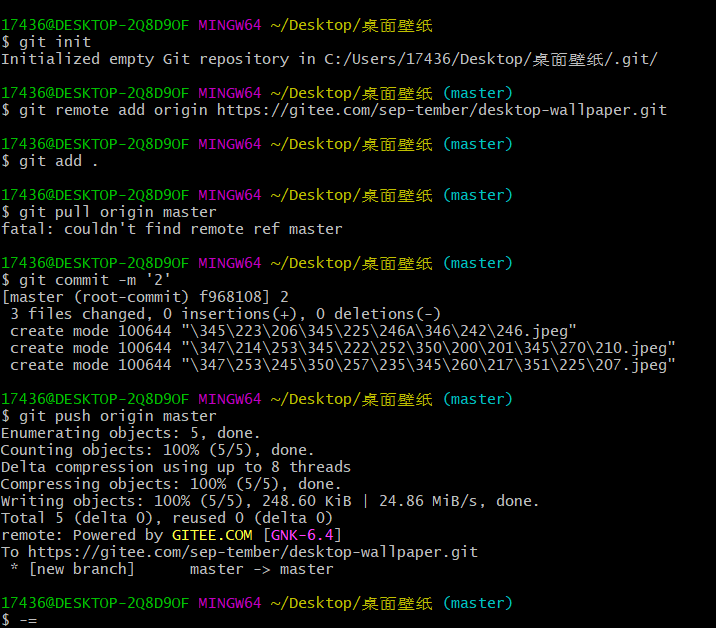 17436@DESKTOP-2Q8D9OF MINGW64 ~/Desktop/桌面壁纸
$ git init
Initialized empty Git repository in C:/Users/17436/Desktop/桌面壁纸/.git/
17436@DESKTOP-2Q8D9OF MINGW64 ~/Desktop/桌面壁纸 (master)
$ git remote add origin https://gitee.com/sep-tember/desktop-wallpaper.git
17436@DESKTOP-2Q8D9OF MINGW64 ~/Desktop/桌面壁纸 (master)
$ git add .
17436@DESKTOP-2Q8D9OF MINGW64 ~/Desktop/桌面壁纸 (master)
$ git pull origin master
fatal: couldn't find remote ref master
17436@DESKTOP-2Q8D9OF MINGW64 ~/Desktop/桌面壁纸 (master)
$ git commit -m '2'
[master (root-commit) f968108] 2
 3 files changed, 0 insertions(+), 0 deletions(-)
 create mode 100644 "\345\223\206\345\225\246A\346\242\246.jpeg"
 create mode 100644 "\347\214\253\345\222\252\350\200\201\345\270\210.jpeg"
 create mode 100644 "\347\253\245\350\257\235\345\260\217\351\225\207.jpeg"
17436@DESKTOP-2Q8D9OF MINGW64 ~/Desktop/桌面壁纸 (master)
$ git push origin master
Enumerating objects: 5, done.
Counting objects: 100% (5/5), done.
Delta compression using up to 8 threads
Compressing objects: 100% (5/5), done.
Writing objects: 100% (5/5), 248.60 KiB | 24.86 MiB/s, done.
Total 5 (delta 0), reused 0 (delta 0)
remote: Powered by GITEE.COM [GNK-6.4]
To https://gitee.com/sep-tember/desktop-wallpaper.git
 * [new branch]      master -> master
17436@DESKTOP-2Q8D9OF MINGW64 ~/Desktop/桌面壁纸 (master)
$ -=